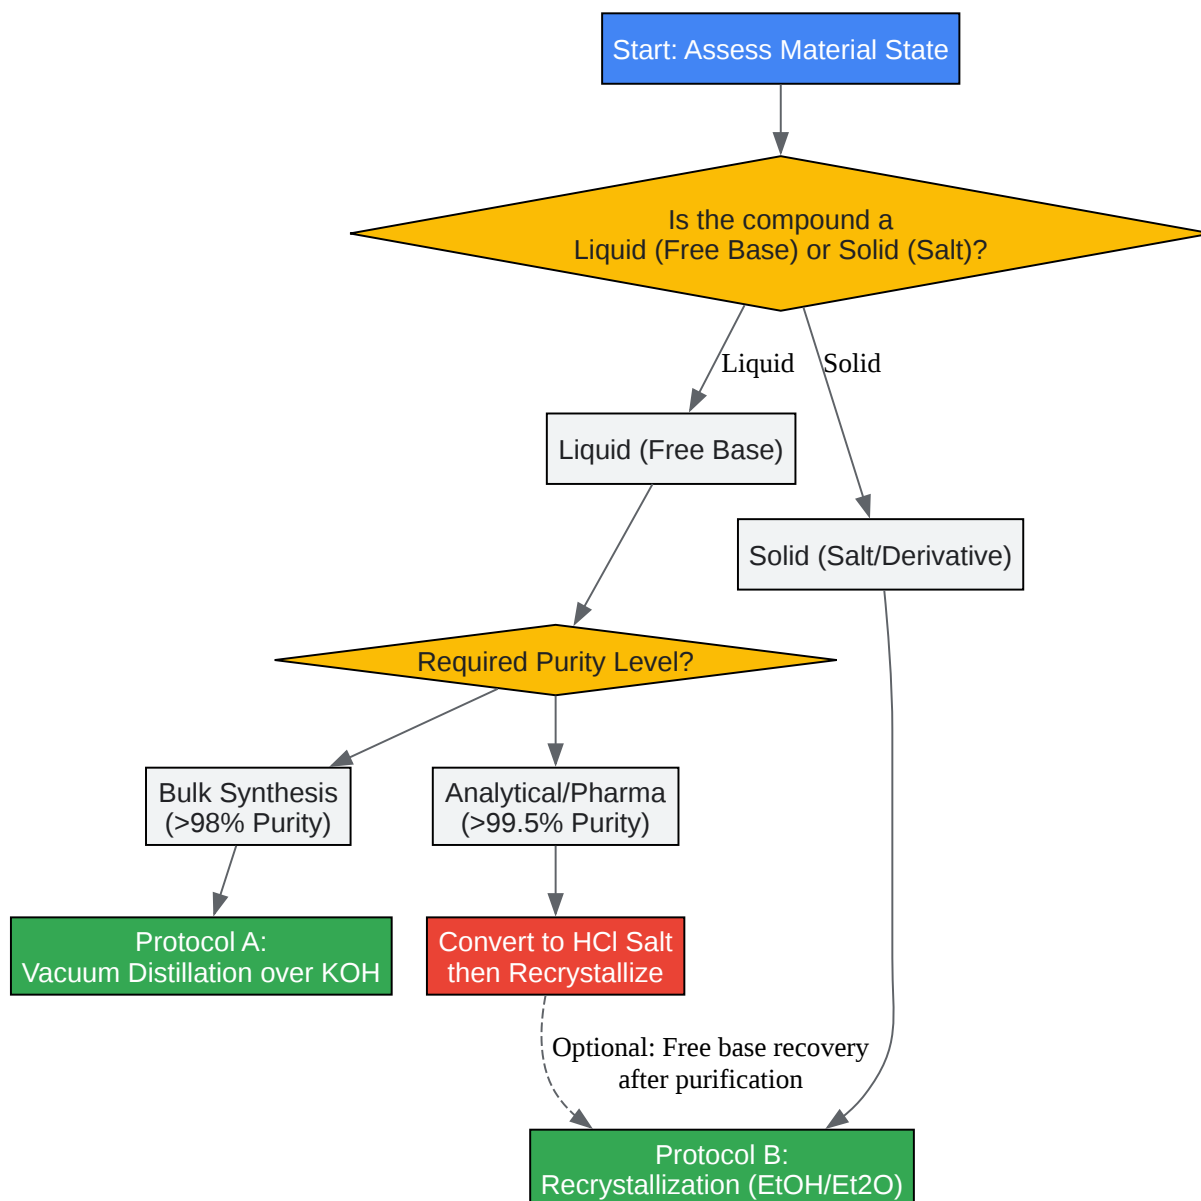 Start: Assess Material State
Is the compound a
Liquid (Free Base) or Solid (Salt)?
Liquid
Solid
Liquid (Free Base)
Solid (Salt/Derivative)
Required Purity Level?
Bulk Synthesis
(>98% Purity)
Analytical/Pharma
(>99.5% Purity)
Protocol A:
Vacuum Distillation over KOH
Convert to HCl Salt
then Recrystallize
Optional: Free base recovery
after purification
Protocol B:
Recrystallization (EtOH/Et2O)